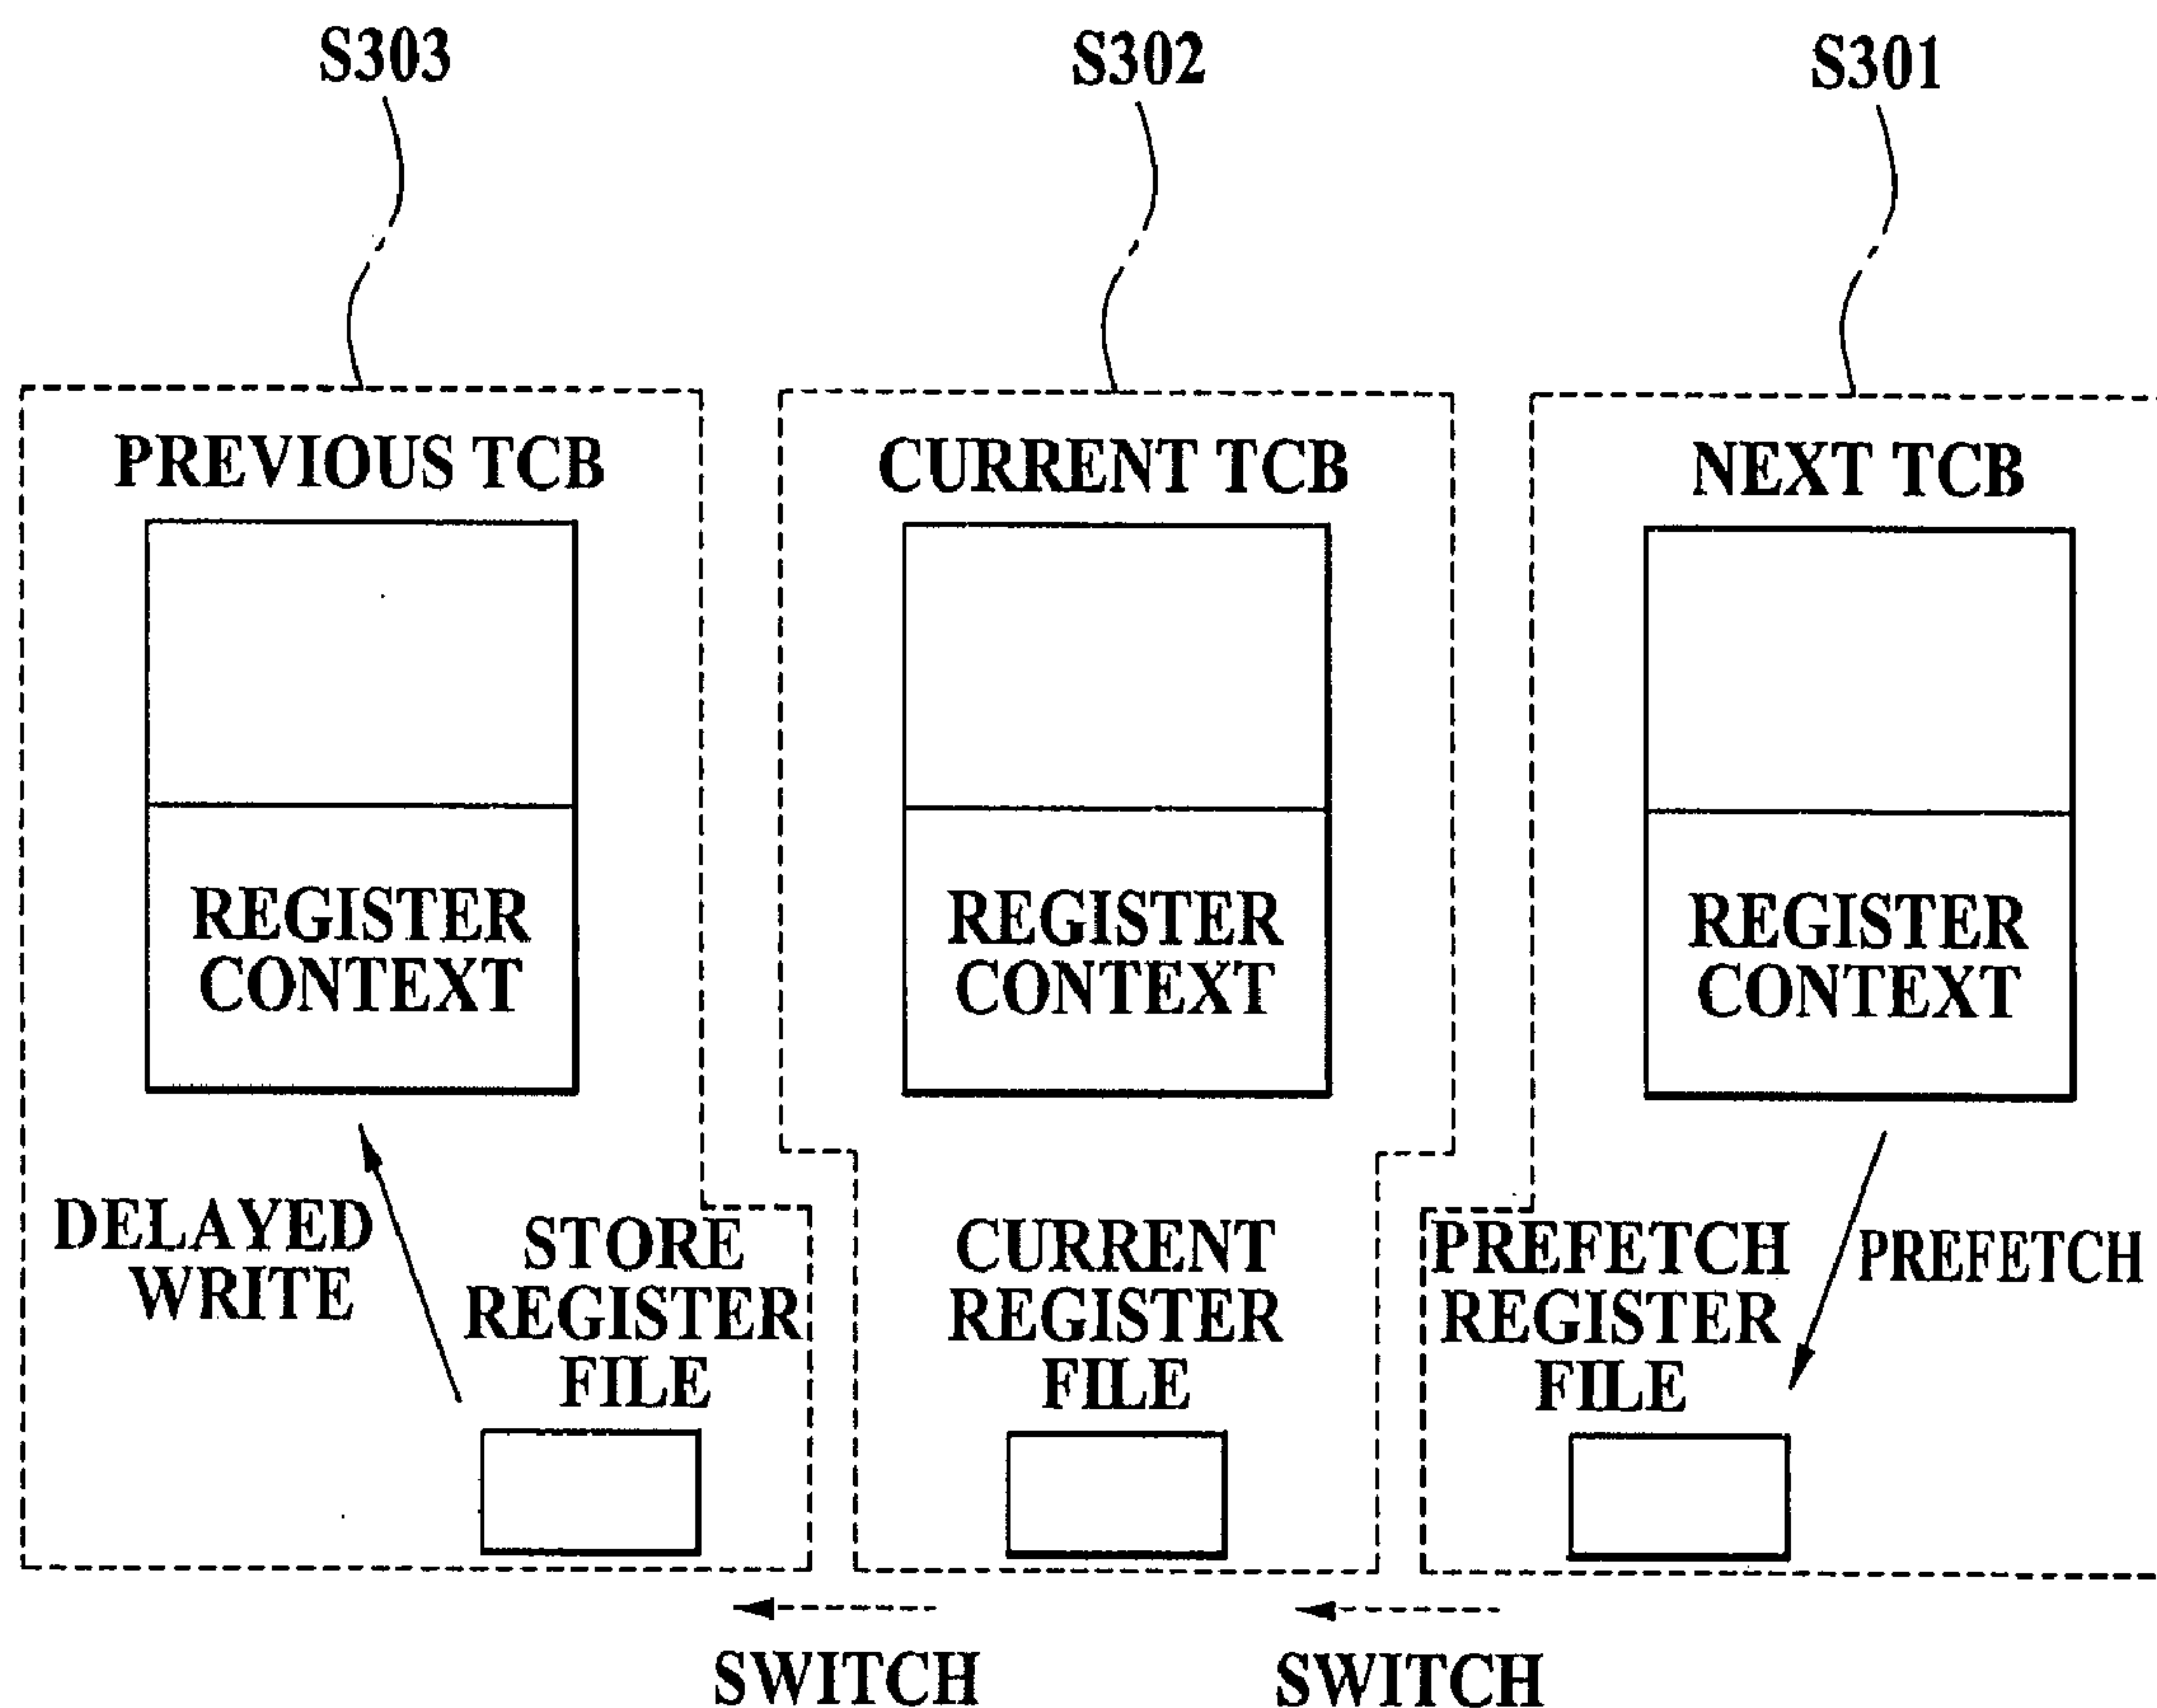 S303
S302
S301
PREVIOUS TCB
CURRENT TCB
NEXT TCB
REGISTER
CONTEXT
REGISTER
CONTEXT
REGISTER
CONTEXT
DELAYED
WRITE
STORE
REGISTER
FILE
CURRENT
REGISTER
FILE
PREFETCH
REGISTER
FILE
PREFETCH
SWITCH
SWITCH